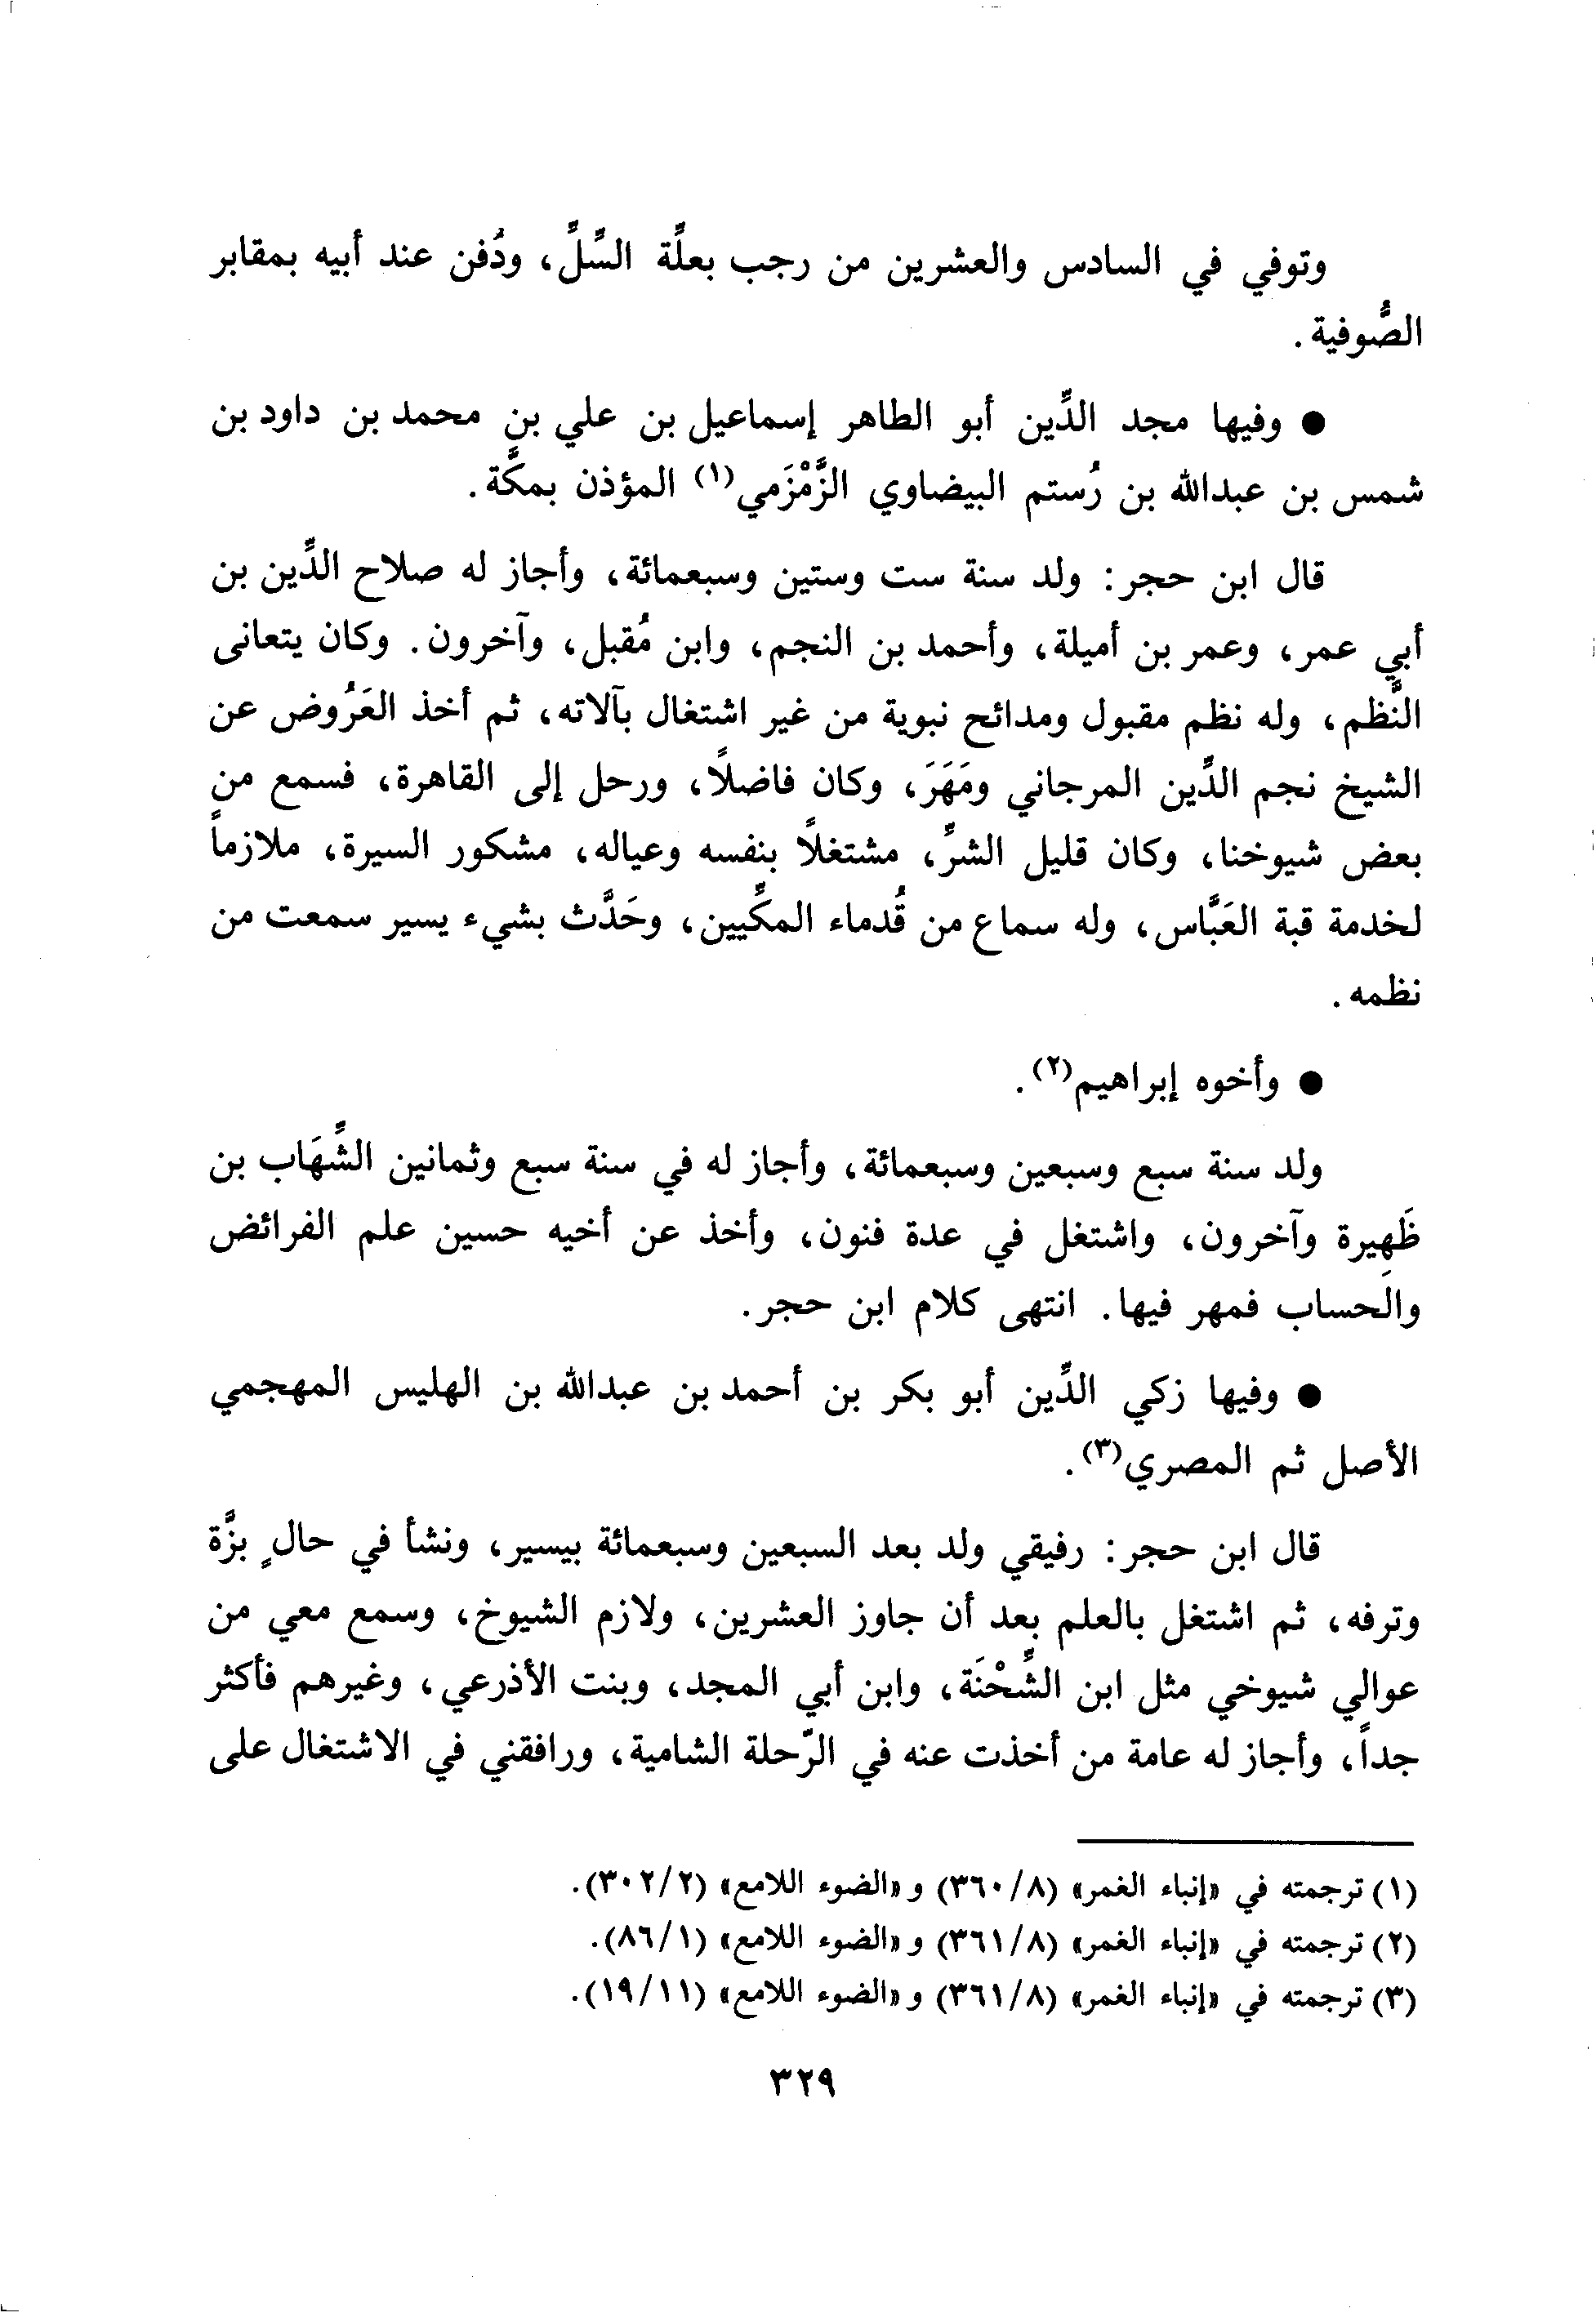 وتوفي في السادس والعشرين من رجب بعلِّة السِّلِّ، ودُفن عند أبيه بمقابر
الصُّوفية.
● وفيها مجد الدِّين أبو الطاهر إسماعيل بن علي بن محمد بن داود بن
شمس بن عبدالله بن رُستم البيضاوي الزَّمْزَمي(١) المؤذن بمكَّة.
قال ابن حجر: ولد سنة ست وستين وسبعمائة، وأجاز له صلاح الدِّين بن
أبي عمر، وعمر بن أميلة، وأحمد بن النجم، وابن مُقبل، وآخرون. وكان يتعانى
النَّظم، وله نظم مقبول ومدائح نبوية من غير اشتغال بآلاته، ثم أخذ العَرُوض عن
الشيخ نجم الدِّين المرجاني ومَهَرَ، وكان فاضلاً، ورحل إلى القاهرة، فسمع من
بعض شيوخنا، وكان قليل الشرِّ، مشتغلاً بنفسه وعياله، مشكور السيرة، ملازماً
لخدمة قبة العَبَّاس، وله سماع من قُدماء المكِّيين، وحَدَّث بشيء يسير سمعت من
نظمه.
● وأخوه إبراهيم(٢).
ولد سنة سبع وسبعين وسبعمائة، وأجاز له في سنة سبع وثمانين الشِّهَاب بن
ظَهِيرة وآخرون، واشتغل في عدة فنون، وأخذ عن أخيه حسين علم الفرائض
والحساب فمهر فيها. انتهى كلام ابن حجر.
● وفيها زكي الدِّين أبو بكر بن أحمد بن عبدالله بن الهليس المهجمي
الأصل ثم المصري(٣).
قال ابن حجر: رفيقي ولد بعد السبعين وسبعمائة بيسير، ونشأ في حالٍ بزَّة
وترفه، ثم اشتغل بالعلم بعد أن جاوز العشرين، ولازم الشيوخ، وسمع معي من
عوالي شيوخي مثل ابن الشِّحْنَة، وابن أبي المجد، وبنت الأذرعي، وغيرهم فأكثر
جداً، وأجاز له عامة من أخذت عنه في الرّحلة الشامية، ورافقني في الاشتغال على
(١) ترجمته في «إنباء الغمر» (٣٦٠/٨) و «الضوء اللامع» (٣٠٢/٢).
(٢) ترجمته في «إنباء الغمر» (٣٦١/٨) و «الضوء اللامع» (٨٦/١).
(٣) ترجمته في «إنباء الغمر» (٣٦١/٨) و «الضوء اللامع» (١٩/١١).
٣٢٩